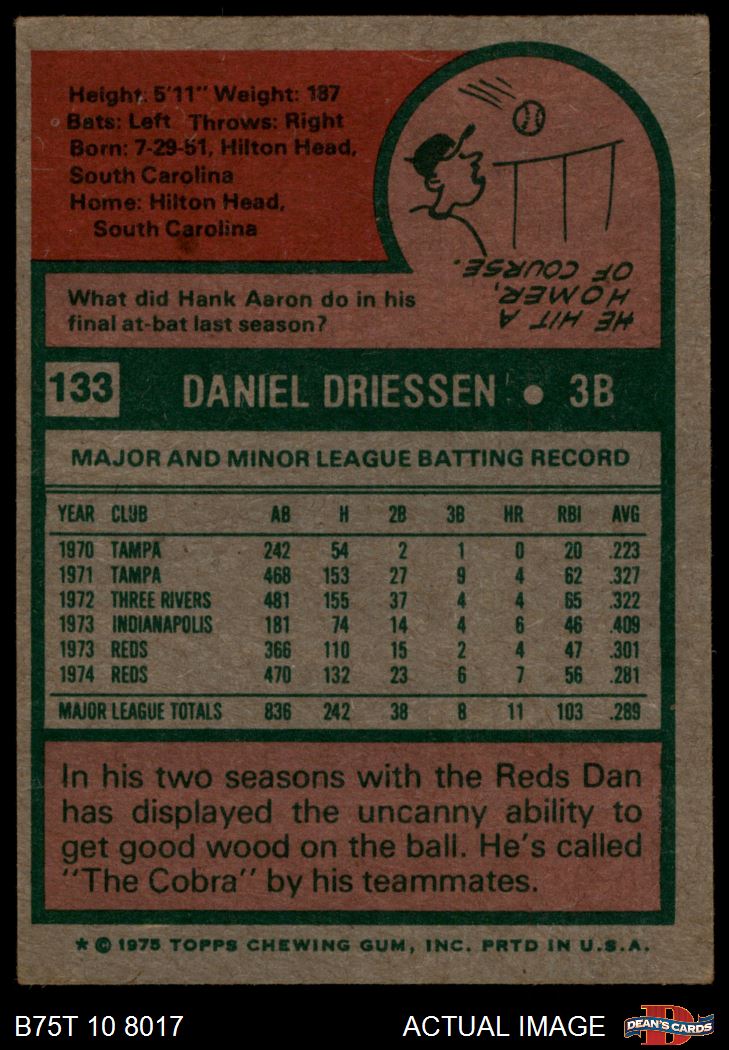 Height: 5'11" Weight: 187
Bats: Left Throws: Right
Born: 7-29-51, Hilton Head,
South Carolina
Home: Hilton Head,
South Carolina
What did Hank Aaron do in his
final at-bat last season?
HE HIT A
HOMER,
OF COURSE.
133 DANIEL DRIESSEN • 3B
MAJOR AND MINOR LEAGUE BATTING RECORD
YEAR CLUB AB H 2B 3B HR RBI AVG
1970 TAMPA 242 54 2 1 0 20 .223
1971 TAMPA 468 153 27 9 4 62 .327
1972 THREE RIVERS 481 155 37 4 4 65 .322
1973 INDIANAPOLIS 181 74 14 4 6 46 .409
1973 REDS 366 110 15 2 4 47 .301
1974 REDS 470 132 23 6 7 56 .281
MAJOR LEAGUE TOTALS 836 242 38 8 11 103 .289
In his two seasons with the Reds Dan
has displayed the uncanny ability to
get good wood on the ball. He's called
"The Cobra" by his teammates.
* © 1975 TOPPS CHEWING GUM, INC. PRTD IN U.S.A.
B75T 10 8017 ACTUAL IMAGE DEAN'S CARDS